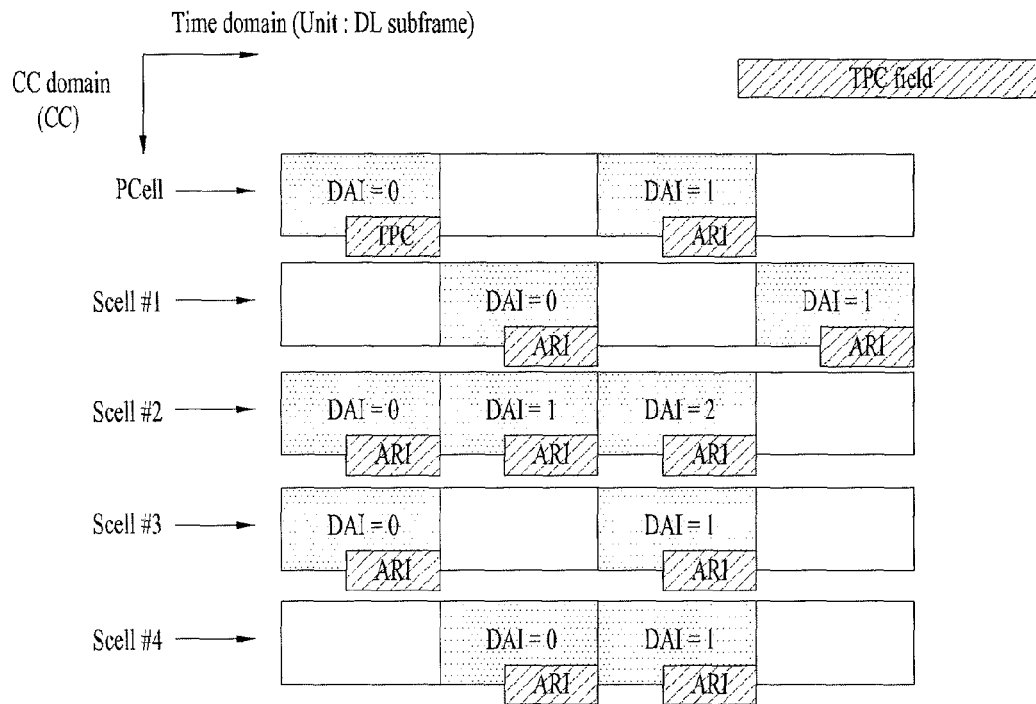 Time domain (Unit : DL subframe)
CC domain
(CC)
TPC field
PCell
DAI = 0
DAI = 1
TPC
ARI
Scell #1
DAI = 0
DAI = 1
ARI
ARI
Scell #2
DAI = 0
DAI = 1
DAI = 2
ARI
ARI
ARI
Scell #3
DAI = 0
DAI = 1
ARI
ARI
Scell #4
DAI = 0
DAI = 1
ARI
ARI